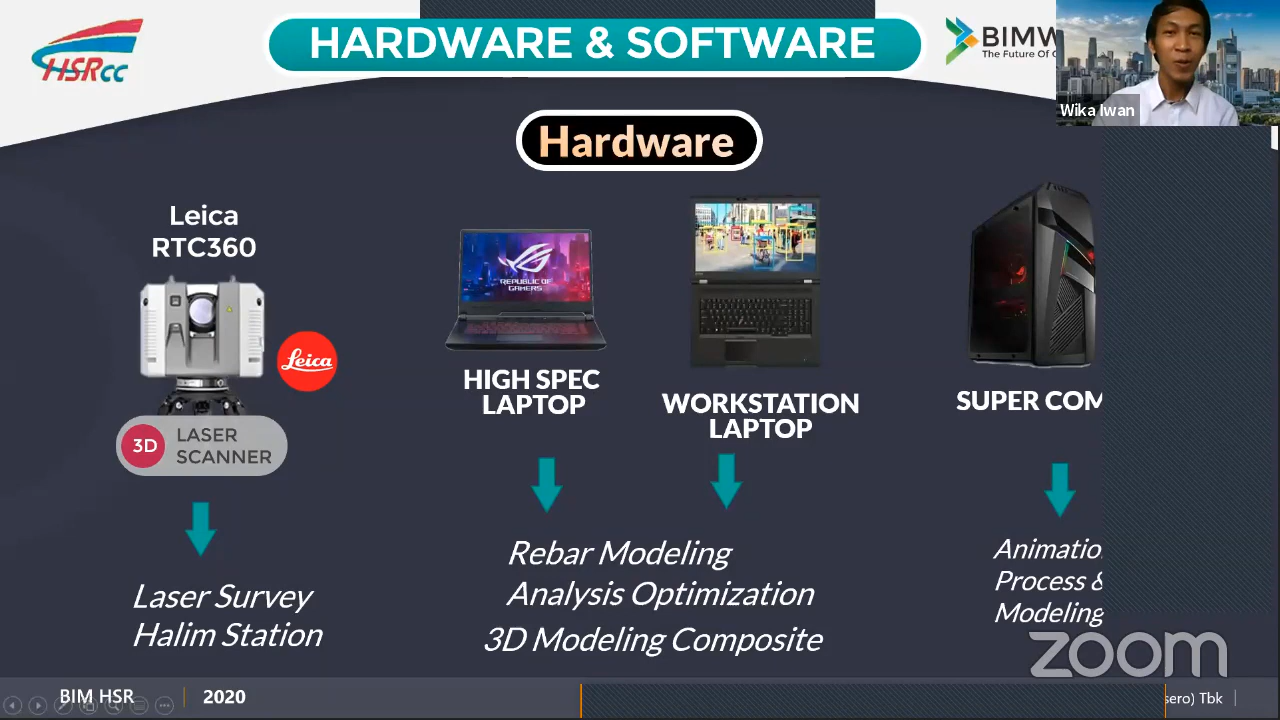 HSRcc
HARDWARE & SOFTWARE
BIMW
The Future Of
Wika Iwan
Hardware
Leica
RTC360
Leica
3D
LASER
SCANNER
REPUBLIC OF
GAMERS
HIGH SPEC
LAPTOP
WORKSTATION
LAPTOP
SUPER COM
Laser Survey
Halim Station
Rebar Modeling
Analysis Optimization
3D Modeling Composite
Animatio
Process &
Modeling
zoom
BIM HSR
2020
sero) Tbk